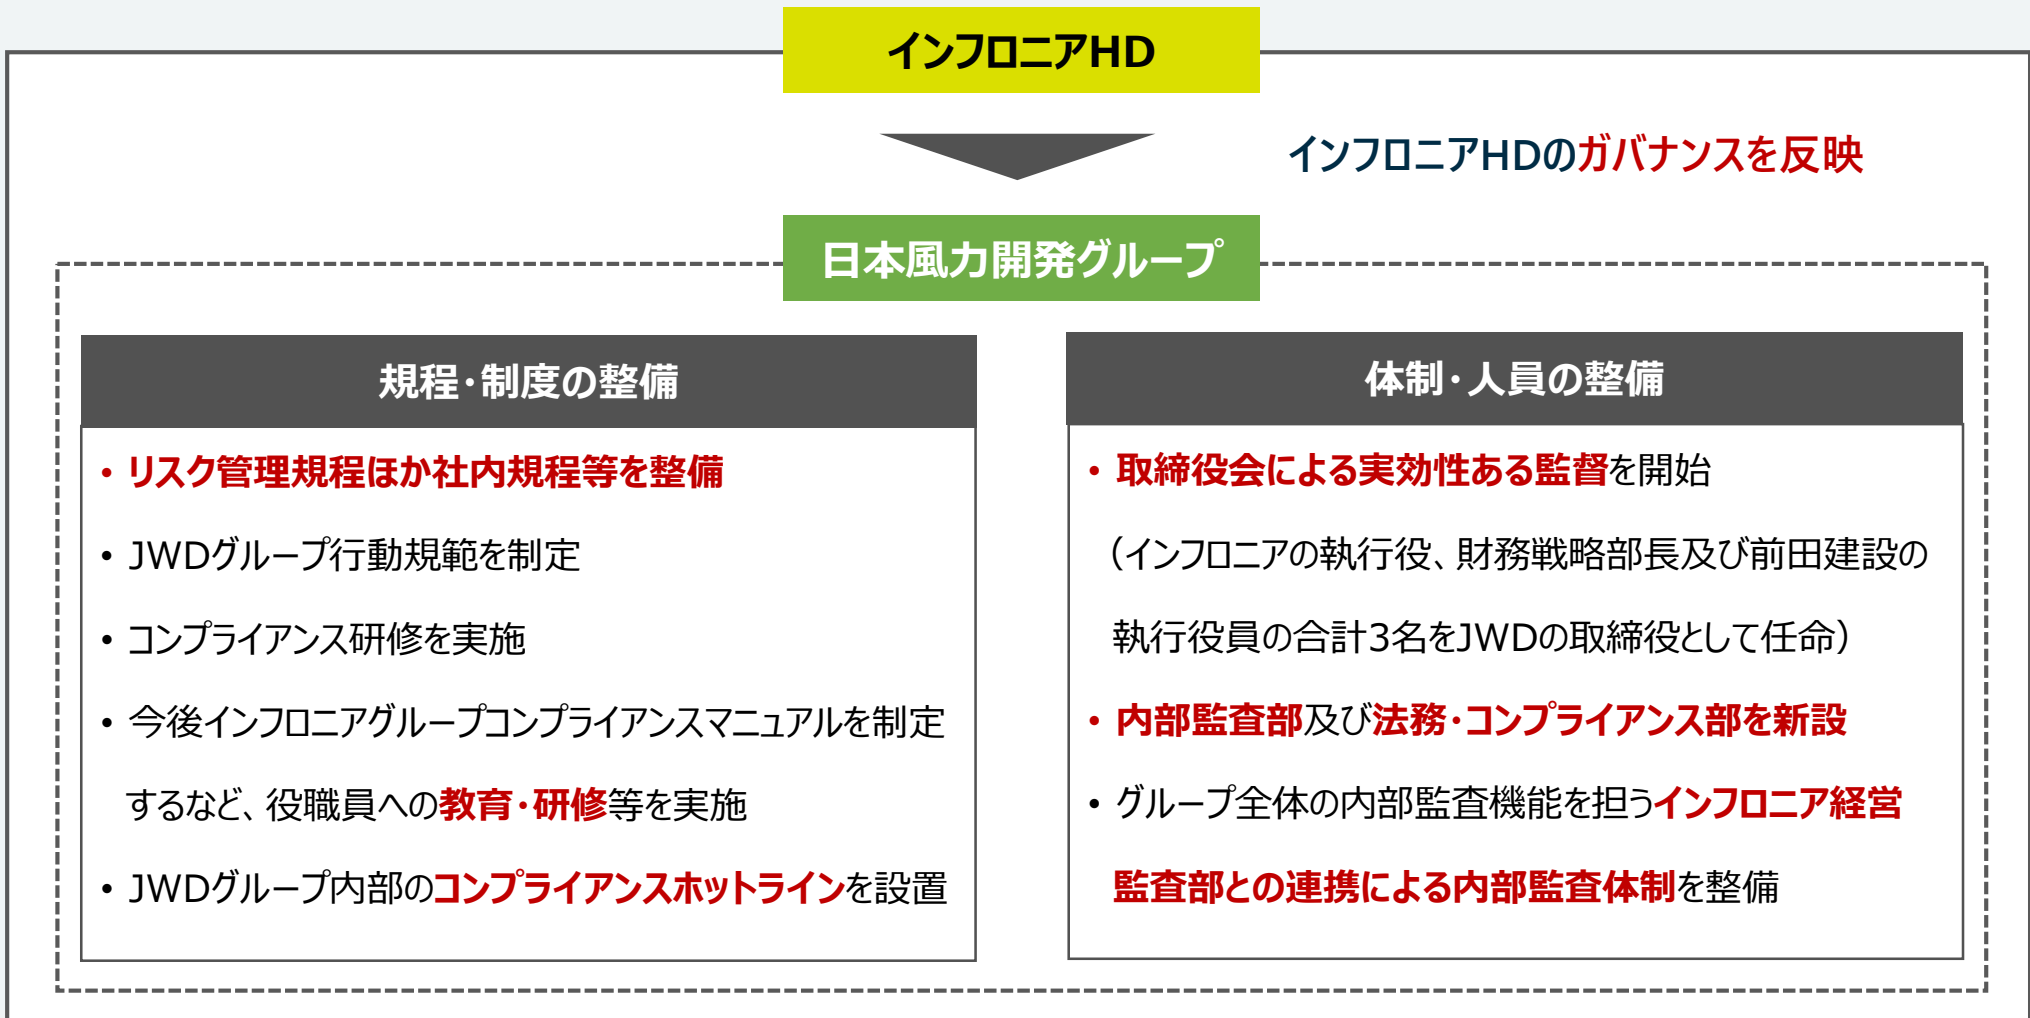 インフロニアHD
インフロニアHDのガバナンスを反映
日本風力開発グループ
規程・制度の整備
• リスク管理規程ほか社内規程等を整備
• JWDグループ行動規範を制定
• コンプライアンス研修を実施
• 今後インフロニアグループコンプライアンスマニュアルを制定
するなど、役職員への教育・研修等を実施
• JWDグループ内部のコンプライアンスホットラインを設置
体制・人員の整備
• 取締役会による実効性ある監督を開始
（インフロニアの執行役、財務戦略部長及び前田建設の
執行役員の合計3名をJWDの取締役として任命）
• 内部監査部及び法務・コンプライアンス部を新設
• グループ全体の内部監査機能を担うインフロニア経営
監査部との連携による内部監査体制を整備